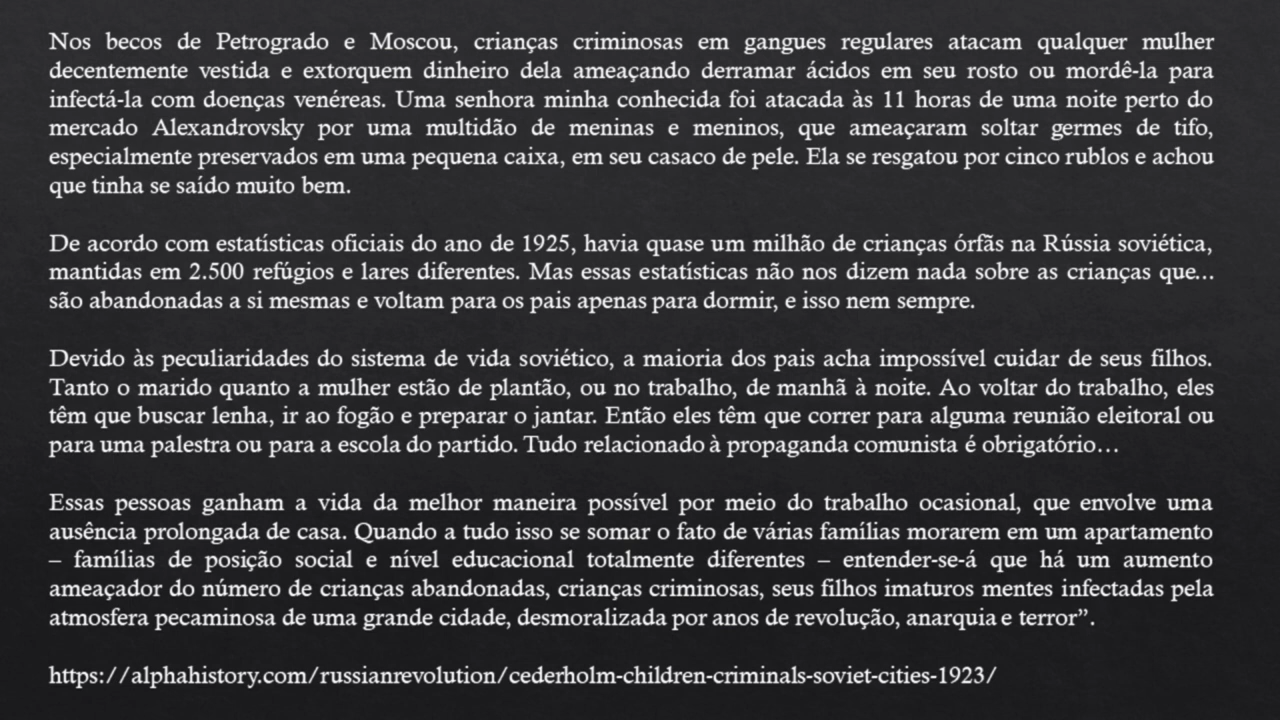 Nos becos de Petrogrado e Moscou, crianças criminosas em gangues regulares atacam qualquer mulher
decentemente vestida e extorquem dinheiro dela ameaçando derramar ácidos em seu rosto ou mordê-la para
infectá-la com doenças venéreas. Uma senhora minha conhecida foi atacada às 11 horas de uma noite perto do
mercado Alexandrovsky por uma multidão de meninas e meninos, que ameaçaram soltar germes de tifo,
especialmente preservados em uma pequena caixa, em seu casaco de pele. Ela se resgatou por cinco rublos e achou
que tinha se saído muito bem.
De acordo com estatísticas oficiais do ano de 1925, havia quase um milhão de crianças órfãs na Rússia soviética,
mantidas em 2.500 refúgios e lares diferentes. Mas essas estatísticas não nos dizem nada sobre as crianças que...
são abandonadas a si mesmas e voltam para os pais apenas para dormir, e isso nem sempre.
Devido às peculiaridades do sistema de vida soviético, a maioria dos pais acha impossível cuidar de seus filhos.
Tanto o marido quanto a mulher estão de plantão, ou no trabalho, de manhã à noite. Ao voltar do trabalho, eles
têm que buscar lenha, ir ao fogão e preparar o jantar. Então eles têm que correr para alguma reunião eleitoral ou
para uma palestra ou para a escola do partido. Tudo relacionado à propaganda comunista é obrigatório…
Essas pessoas ganham a vida da melhor maneira possível por meio do trabalho ocasional, que envolve uma
ausência prolongada de casa. Quando a tudo isso se somar o fato de várias famílias morarem em um apartamento
– famílias de posição social e nível educacional totalmente diferentes – entender-se-á que há um aumento
ameaçador do número de crianças abandonadas, crianças criminosas, seus filhos imaturos mentes infectadas pela
atmosfera pecaminosa de uma grande cidade, desmoralizada por anos de revolução, anarquia e terror”.
https://alphahistory.com/russianrevolution/cederholm-children-criminals-soviet-cities-1923/